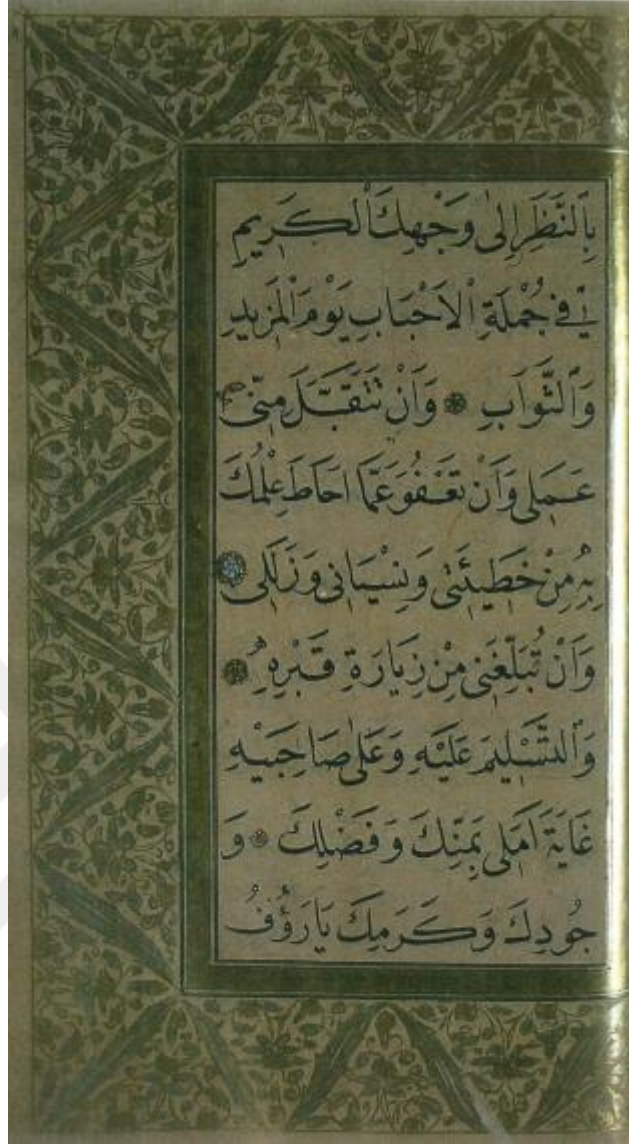 بِالنَّظَرِ إِلٰى وَجْهِكَ الْكَرِيمِ
فِي جُمْلَةِ الْاَحْبَابِ يَوْمَ الْمَزِيدِ
وَالثَّوَابِ ۞ وَاَنْ تَتَقَبَّلَ مِنّٖى
عَمَلٖى وَاَنْ تَعْفُوَ عَمَّا اَحَاطَ عِلْمُكَ
بِهٖ مِنْ خَطٖيئَتٖى وَنِسْيَانٖى وَزَلَلٖى ۞
وَاَنْ تُبَلِّغَنٖى مِنْ زِيَارَةِ قَبْرِهٖ ۞
وَالتَّسْلِيمِ عَلَيْهِ وَعَلٰى صَاحِبَيْهِ
غَايَةَ اَمَلٖى بِمَنِّكَ وَفَضْلِكَ ۞ وَ
جُودِكَ وَكَرَمِكَ يَا رَؤُفُ